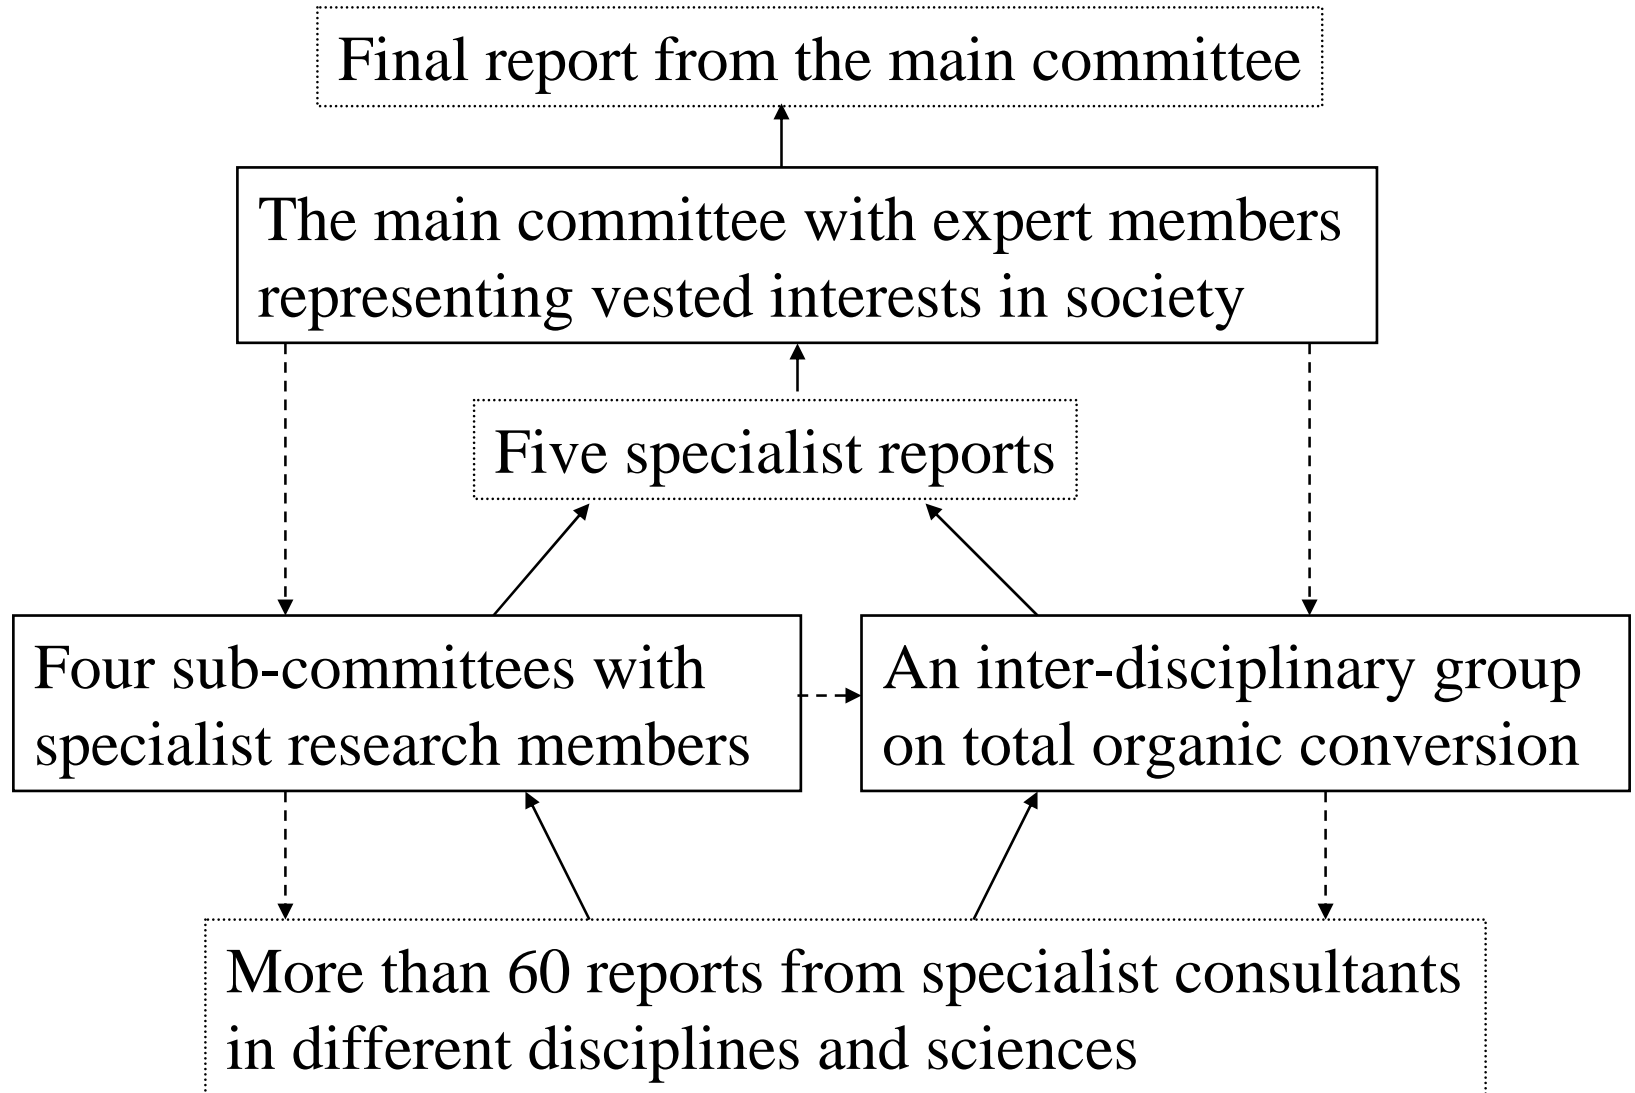 Final report from the main committee
The main committee with expert members
representing vested interests in society
Five specialist reports
Four sub-committees with
specialist research members
An inter-disciplinary group
on total organic conversion
More than 60 reports from specialist consultants
in different disciplines and sciences